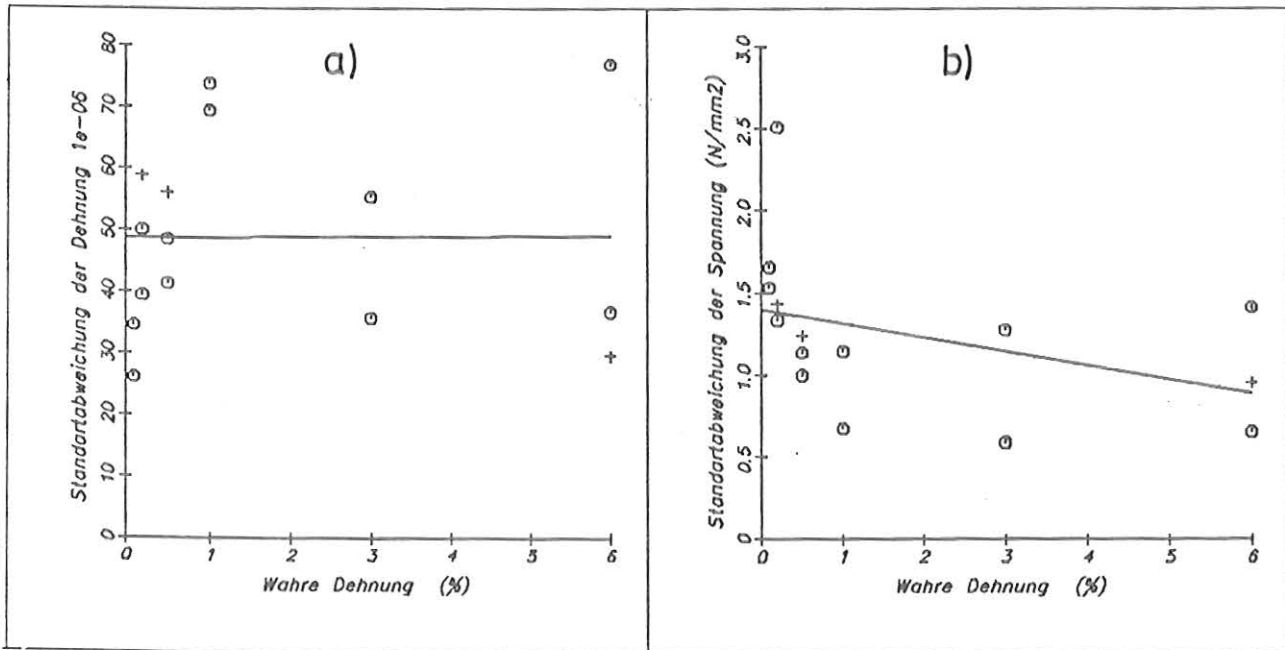 a)
Standartabweichung der Dehnung 1e-06
80
70
60
50
40
30
20
10
0
0 1 2 3 4 5 6
Wahre Dehnung (%)
b)
Standartabweichung der Spannung (N/mm2)
3.0
2.5
2.0
1.5
1.0
0.5
0
0 1 2 3 4 5 6
Wahre Dehnung (%)